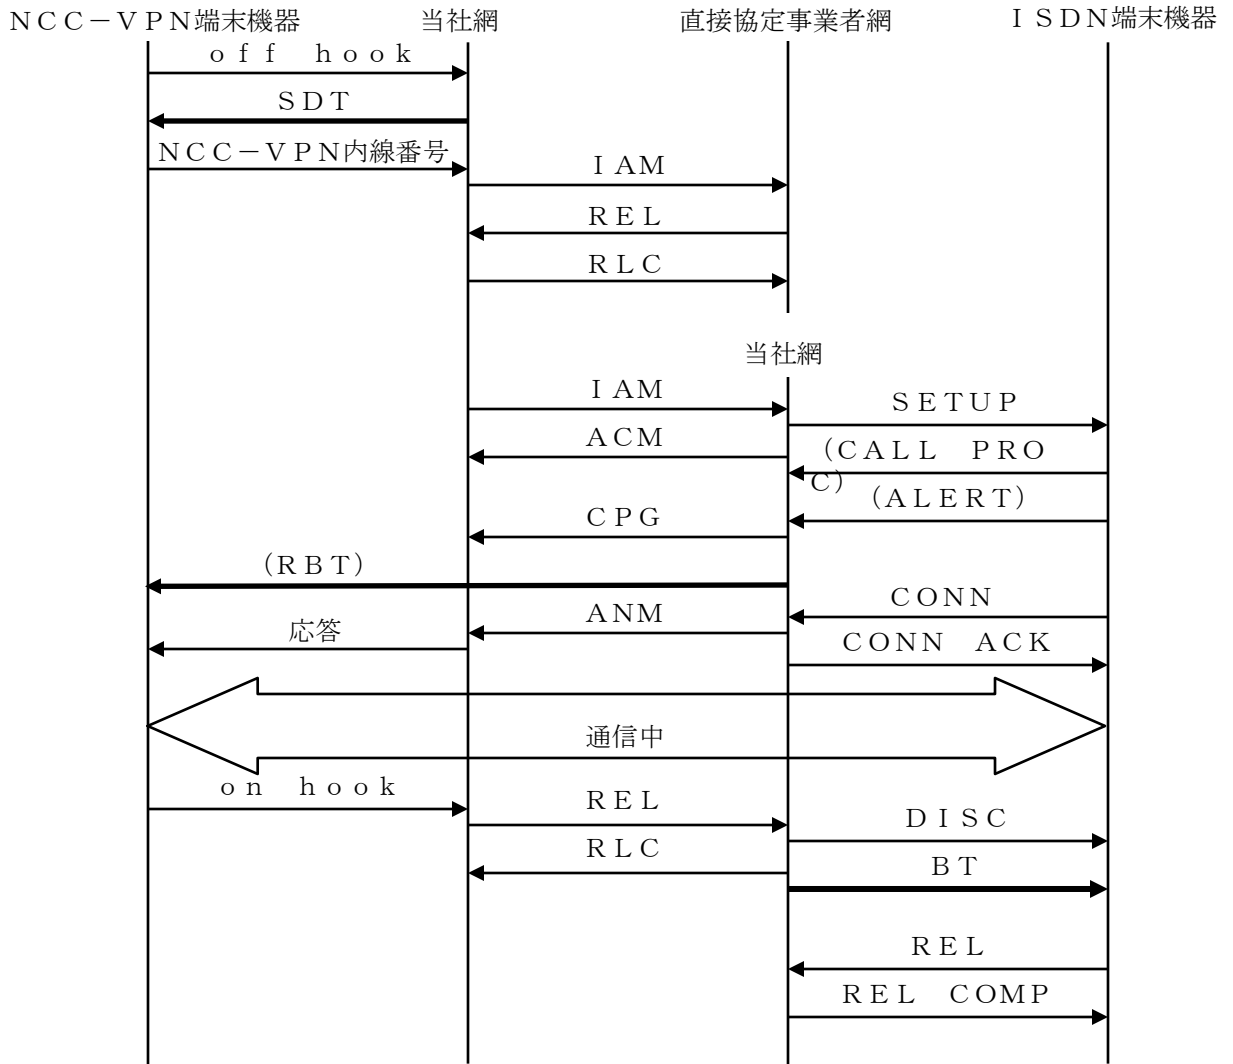 ＮＣＣ－ＶＰＮ端末機器
当社網
直接協定事業者網
ＩＳＤＮ端末機器
ｏｆｆ　ｈｏｏｋ
ＳＤＴ
ＮＣＣ－ＶＰＮ内線番号
ＩＡＭ
ＲＥＬ
ＲＬＣ
当社網
ＩＡＭ
ＳＥＴＵＰ
ＡＣＭ
（ＣＡＬＬ　ＰＲＯ
Ｃ）
（ＡＬＥＲＴ）
ＣＰＧ
（ＲＢＴ）
ＣＯＮＮ
ＡＮＭ
応答
ＣＯＮＮ　ＡＣＫ
通信中
ｏｎ　ｈｏｏｋ
ＲＥＬ
ＤＩＳＣ
ＲＬＣ
ＢＴ
ＲＥＬ
ＲＥＬ　ＣＯＭＰ